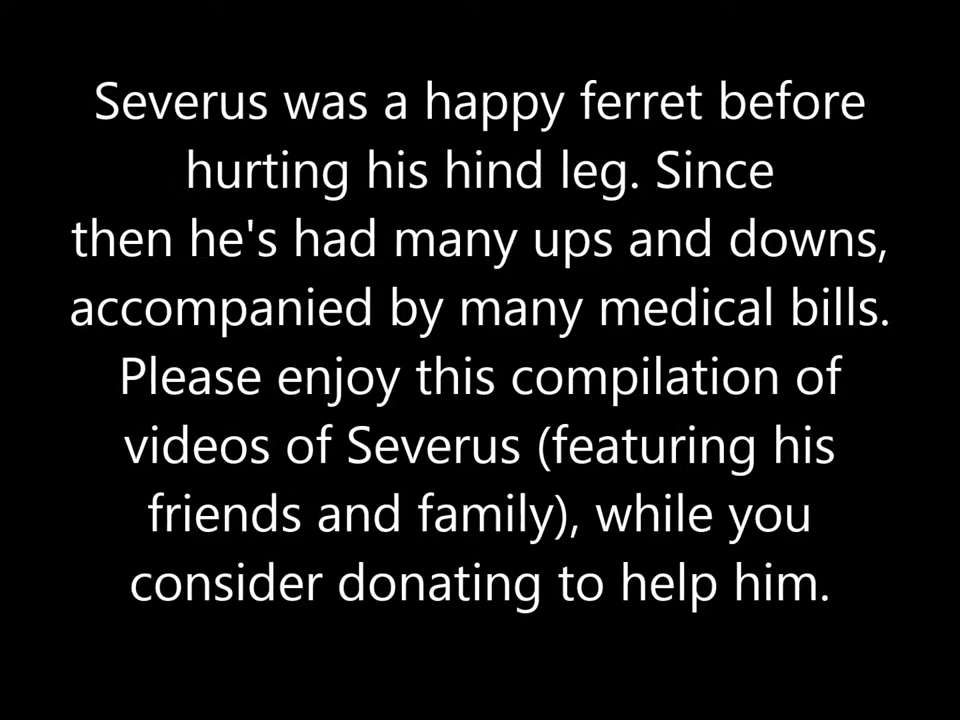 Severus was a happy ferret before
hurting his hind leg. Since
then he's had many ups and downs,
accompanied by many medical bills.
Please enjoy this compilation of
videos of Severus (featuring his
friends and family), while you
consider donating to help him.